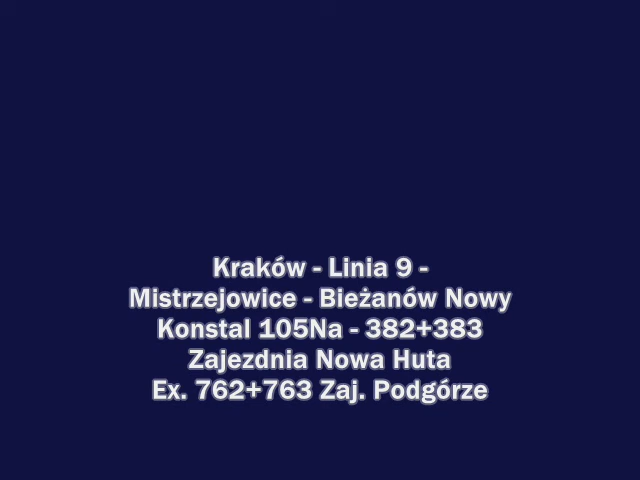 Kraków - Linia 9 -
Mistrzejowice - Bieżanów Nowy
Konstal 105Na - 382+383
Zajezdnia Nowa Huta
Ex. 762+763 Zaj. Podgórze